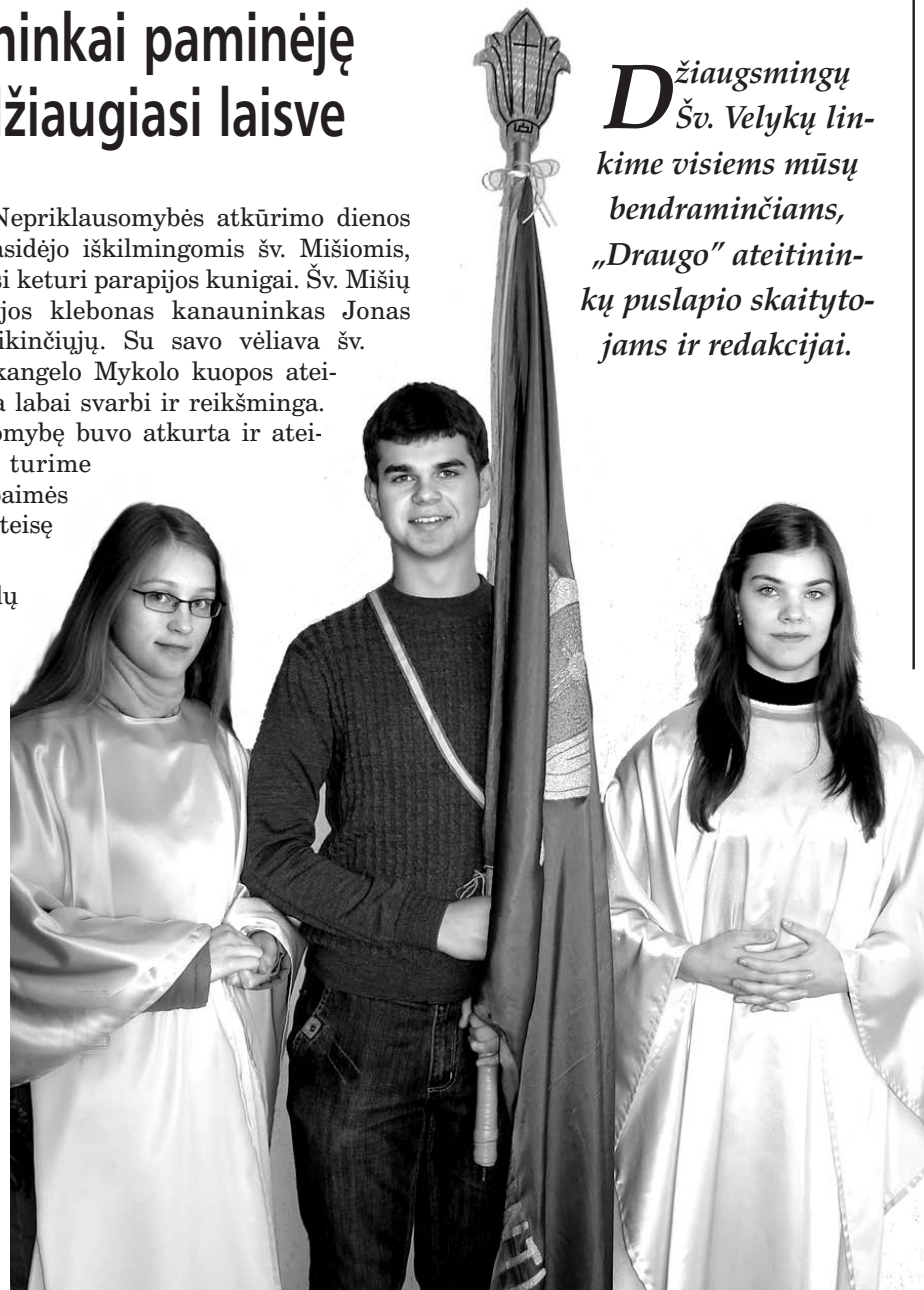 ninkai paminėję
džiaugiasi laisve
Nepriklausomybės atkūrimo dienos
asidėjo iškilmingomis šv. Mišiomis,
si keturi parapijos kunigai. Šv. Mišių
jos klebonas kanauninkas Jonas
ikinčiųjų. Su savo vėliava šv.
kangelo Mykolo kuopos atei-
a labai svarbi ir reikšminga.
omybę buvo atkurta ir atei-
turime
baimės
teisę
lų
Džiaugsmingų
Šv. Velykų lin-
kime visiems mūsų
bendraminčiams,
„Draugo” ateitinin-
kų puslapio skaityto-
jams ir redakcijai.